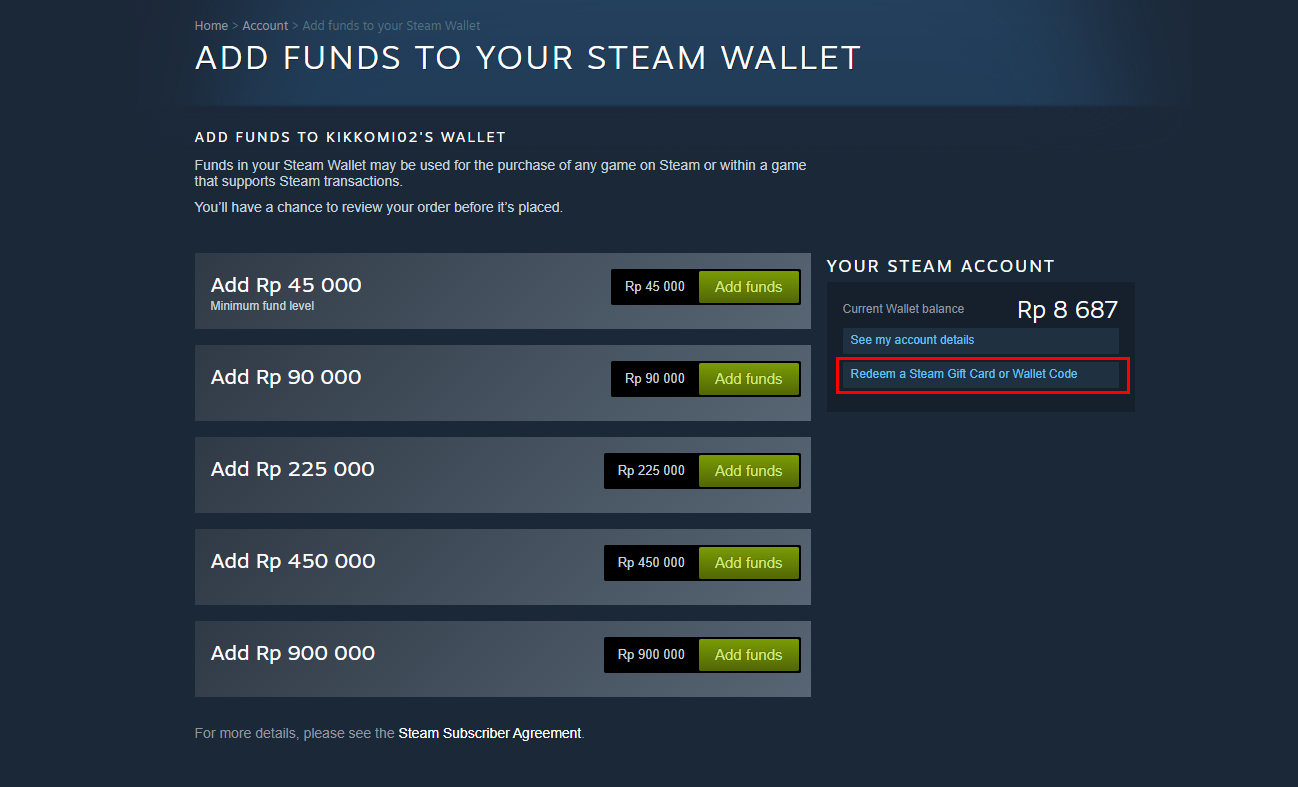 Home > Account > Add funds to your Steam Wallet
ADD FUNDS TO YOUR STEAM WALLET
ADD FUNDS TO KIKKOMI02'S WALLET
Funds in your Steam Wallet may be used for the purchase of any game on Steam or within a game
that supports Steam transactions.
You'll have a chance to review your order before it's placed.
Add Rp 45 000
Minimum fund level
Rp 45 000 Add funds
Add Rp 90 000
Rp 90 000 Add funds
Add Rp 225 000
Rp 225 000 Add funds
Add Rp 450 000
Rp 450 000 Add funds
Add Rp 900 000
Rp 900 000 Add funds
For more details, please see the Steam Subscriber Agreement.
YOUR STEAM ACCOUNT
Current Wallet balance Rp 8 687
See my account details
Redeem a Steam Gift Card or Wallet Code